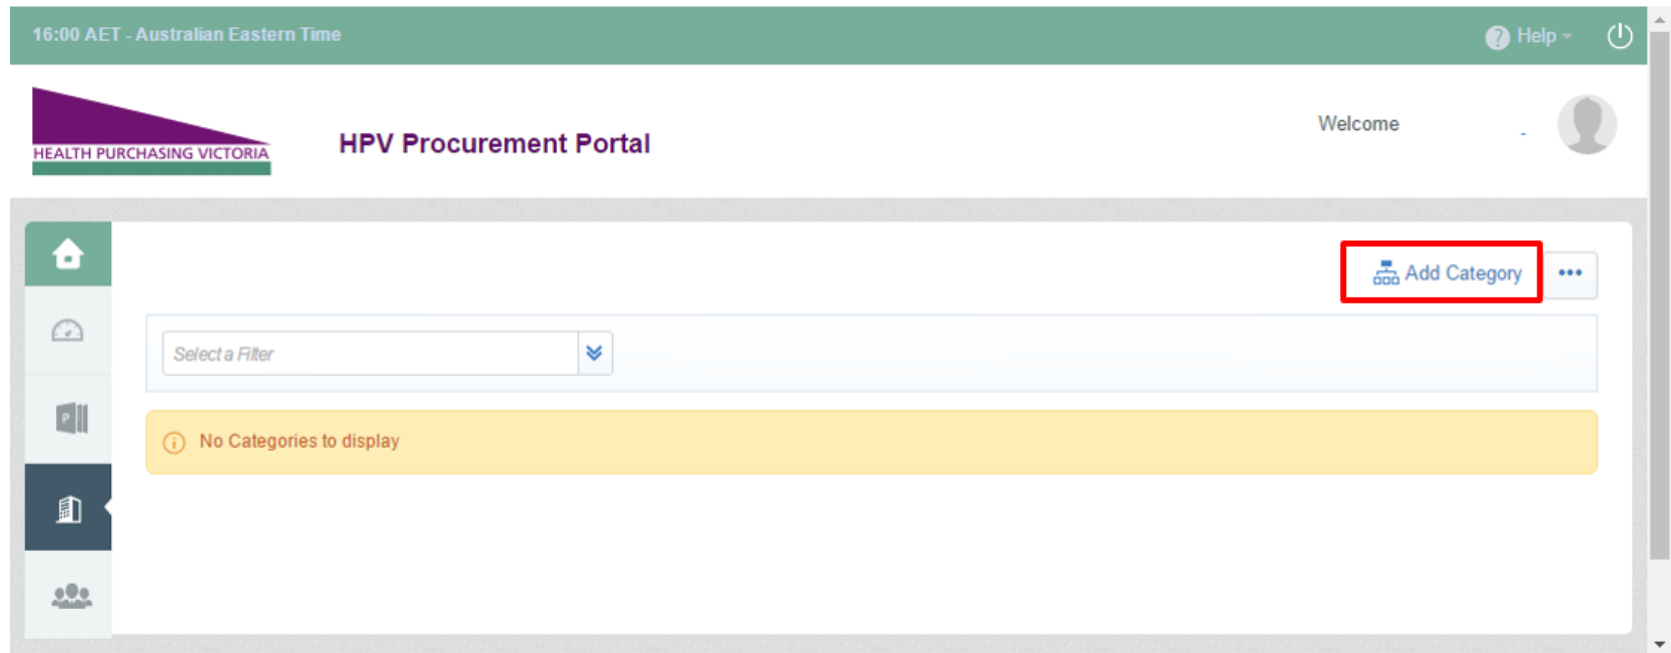 16:00 AET - Australian Eastern Time
? Help
HEALTH PURCHASING VICTORIA
HPV Procurement Portal
Welcome
Add Category
Select a Filter
P
No Categories to display